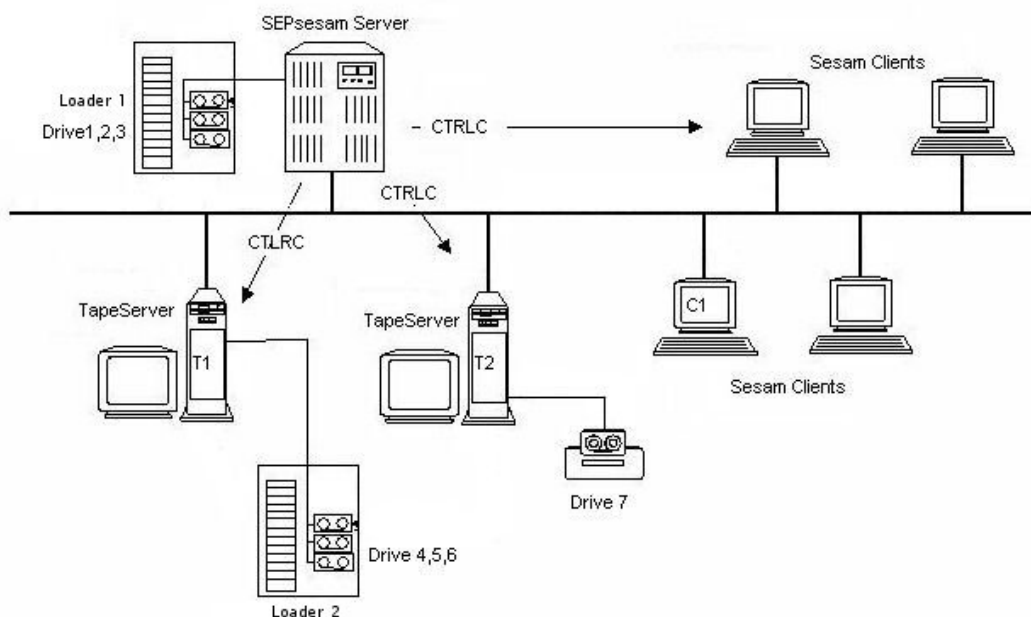 SEPsesam Server
Sesam Clients
Loader 1
Drive1,2,3
CTRLC
CTRLC
CTLRC
TapeServer
T1
TapeServer
T2
C1
Sesam Clients
Drive 7
Drive 4,5,6
Loader 2